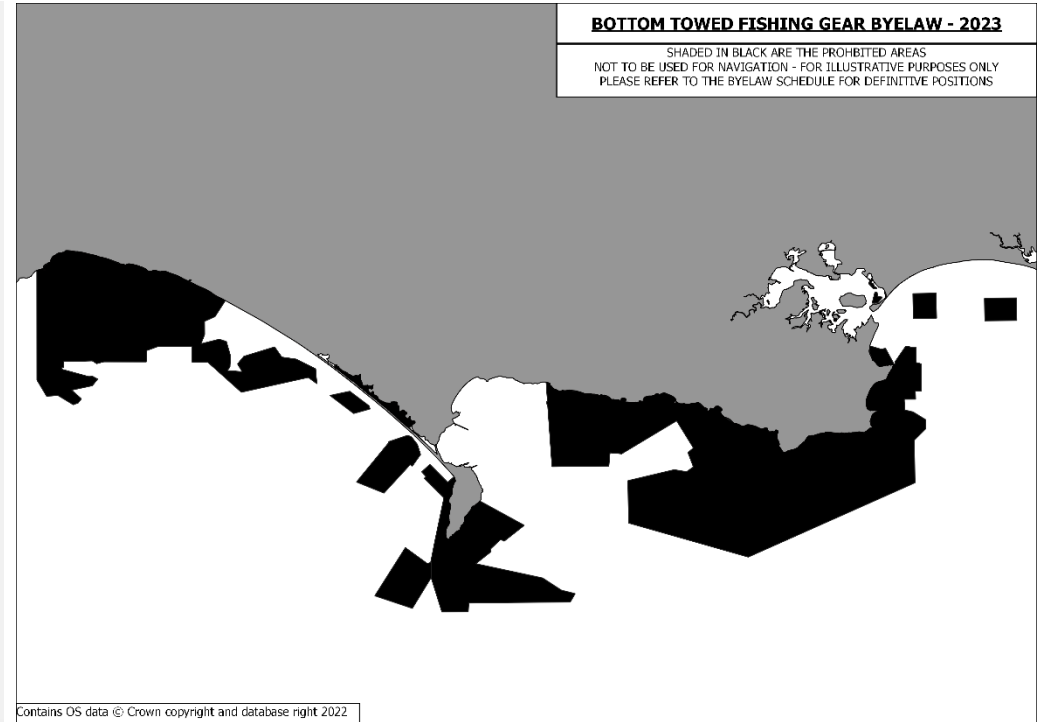 BOTTOM TOWED FISHING GEAR BYELAW - 2023
SHADED IN BLACK ARE THE PROHBITED AREAS
NOT TO BE USED FOR NAVIGATION - FOR ILLUSTRATIVE PURPOSES ONLY
PLEASE REFER TO THE BYELAW SCHEDULE FOR DEFINITIVE POSITIONS
Contains OS data © Crown copyright and database right 2022